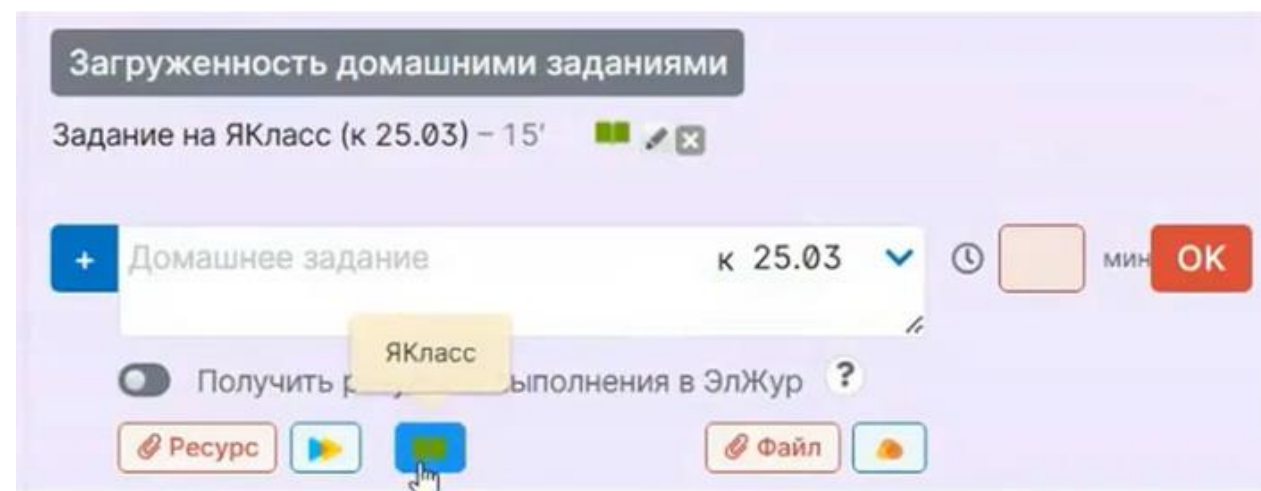 Загруженность домашними заданиями
Задание на ЯКласс (к 25.03) – 15′
+ Домашнее задание к 25.03 мин OK
ЯКласс
Получить выполнения в ЭлЖур ?
Ресурс Файл